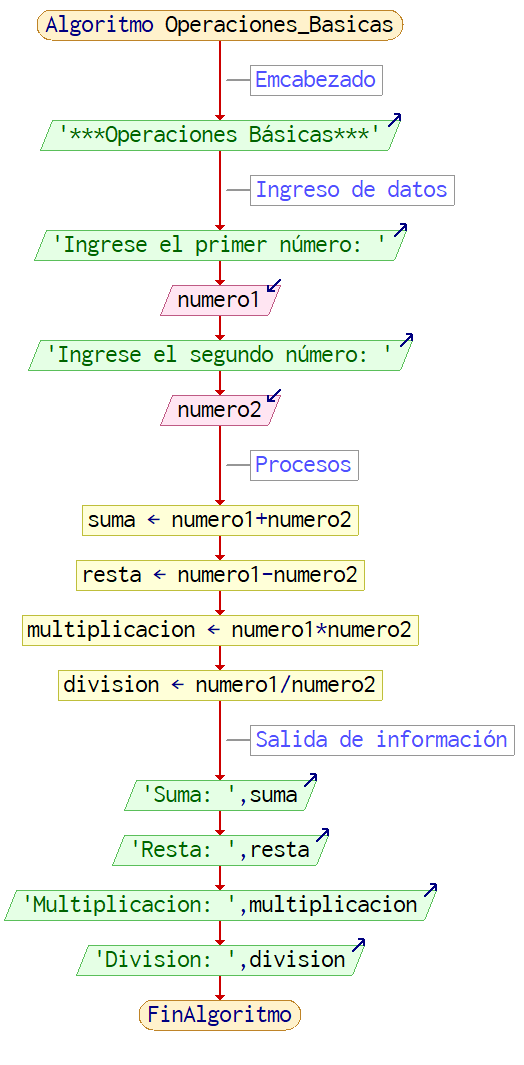 Algoritmo Operaciones_Basicas
Emcabezado
'***Operaciones Básicas***'
Ingreso de datos
'Ingrese el primer número: '
numero1
'Ingrese el segundo número: '
numero2
Procesos
suma ← numero1+numero2
resta ← numero1-numero2
multiplicacion ← numero1*numero2
division ← numero1/numero2
Salida de información
'Suma: ',suma
'Resta: ',resta
'Multiplicacion: ',multiplicacion
'Division: ',division
FinAlgoritmo